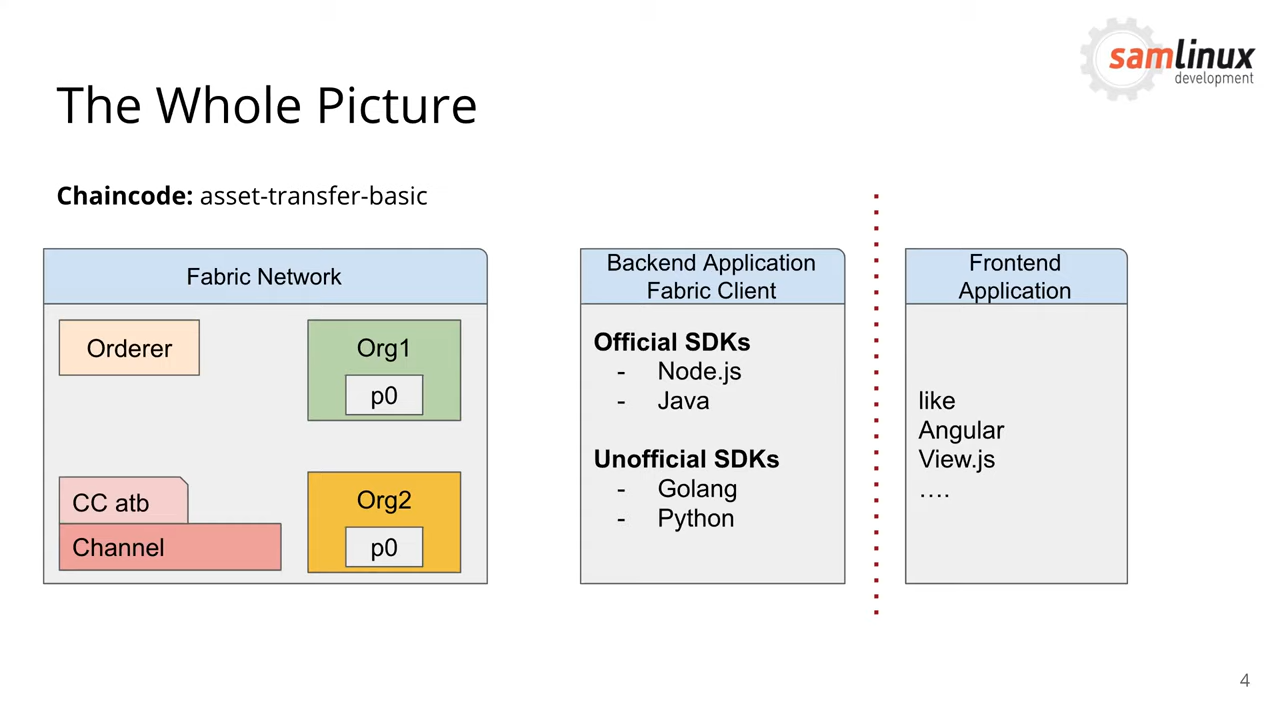 samlinux
development
The Whole Picture
Chaincode: asset-transfer-basic
Fabric Network
Orderer
Org1
p0
CC atb
Channel
Org2
p0
Backend Application
Fabric Client
Official SDKs
- Node.js
- Java
Unofficial SDKs
- Golang
- Python
Frontend
Application
like
Angular
View.js
....
4